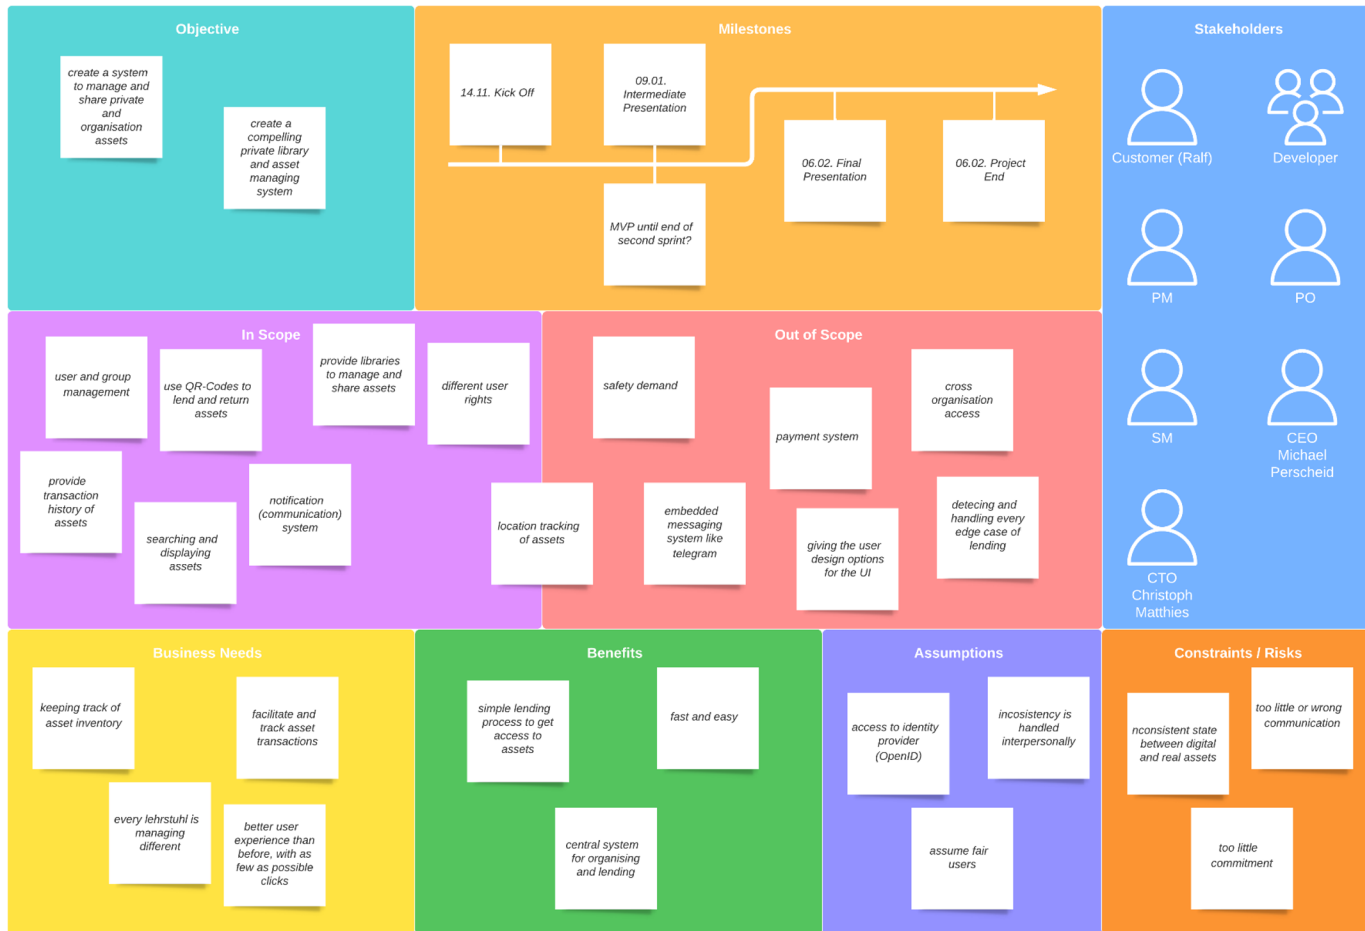 Objective
create a system
to manage and
share private
and
organisation
assets
create a
compelling
private library
and asset
managing
system
Milestones
14.11. Kick Off
09.01.
Intermediate
Presentation
MVP until end of
second sprint?
06.02. Final
Presentation
06.02. Project
End
Stakeholders
Customer (Ralf)
Developer
PM
PO
SM
CEO
Michael
Perscheid
CTO
Christoph
Matthies
In Scope
user and group
management
use QR-Codes to
lend and return
assets
provide libraries
to manage and
share assets
different user
rights
provide
transaction
history of
assets
searching and
displaying
assets
notification
(communication)
system
location tracking
of assets
Out of Scope
safety demand
payment system
cross
organisation
access
embedded
messaging
system like
telegram
giving the user
design options
for the UI
detecing and
handling every
edge case of
lending
Business Needs
keeping track of
asset inventory
facilitate and
track asset
transactions
every lehrstuhl is
managing
different
better user
experience than
before, with as
few as possible
clicks
Benefits
simple lending
process to get
access to
assets
fast and easy
central system
for organising
and lending
Assumptions
access to identity
provider
(OpenID)
incosistency is
handled
interpersonally
assume fair
users
Constraints / Risks
nconsistent state
between digital
and real assets
too little or wrong
communication
too little
commitment